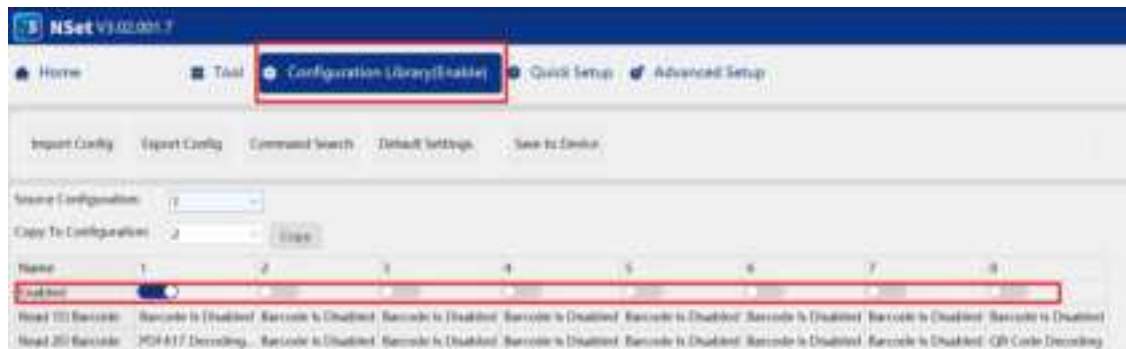 NSet V3.02.001.7
Home Tool Configuration Library(Enable) Quick Setup Advanced Setup
Import Config Export Config Command Search Default Settings Save to Device
Source Configuration: 1
Copy To Configuration: 2 Copy
Name 1 2 3 4 5 6 7 8
Enabled
Read 1D Barcode Barcode Is Disabled Barcode Is Disabled Barcode Is Disabled Barcode Is Disabled Barcode Is Disabled Barcode Is Disabled Barcode Is Disabled Barcode Is Disabled
Read 2D Barcode PDF417 Decoding... Barcode Is Disabled Barcode Is Disabled Barcode Is Disabled Barcode Is Disabled Barcode Is Disabled Barcode Is Disabled QR Code Decoding